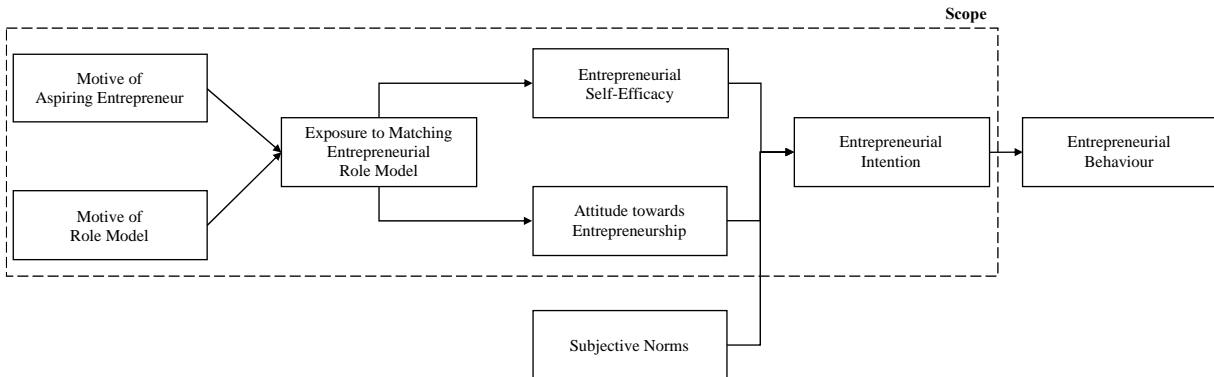 Scope
Motive of
Aspiring Entrepreneur
Entrepreneurial
Self-Efficacy
Exposure to Matching
Entrepreneurial
Role Model
Entrepreneurial
Intention
Entrepreneurial
Behaviour
Motive of
Role Model
Attitude towards
Entrepreneurship
Subjective Norms